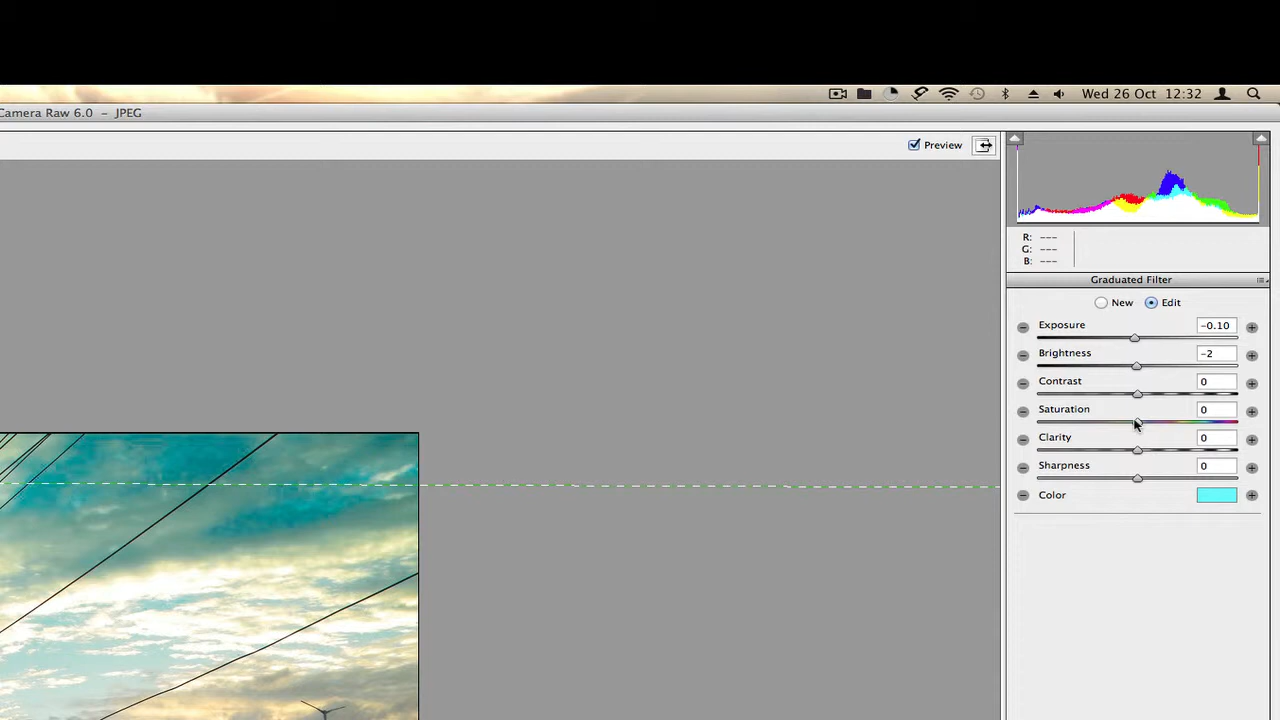 Wed 26 Oct 12:32
Camera Raw 6.0 – JPEG
Preview
R: ---
G: ---
B: ---
Graduated Filter
New Edit
Exposure -0.10
Brightness -2
Contrast 0
Saturation 0
Clarity 0
Sharpness 0
Color